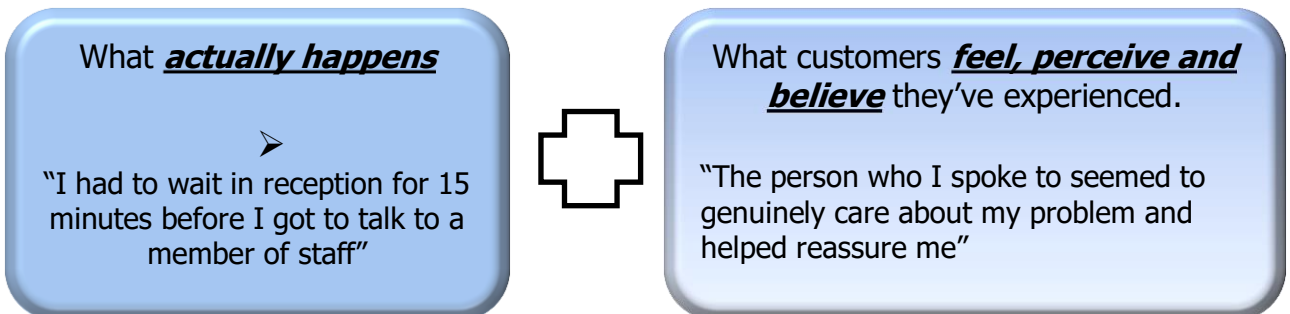 What actually happens
➢
“I had to wait in reception for 15
minutes before I got to talk to a
member of staff”
What customers feel, perceive and
believe they’ve experienced.
“The person who I spoke to seemed to
genuinely care about my problem and
helped reassure me”